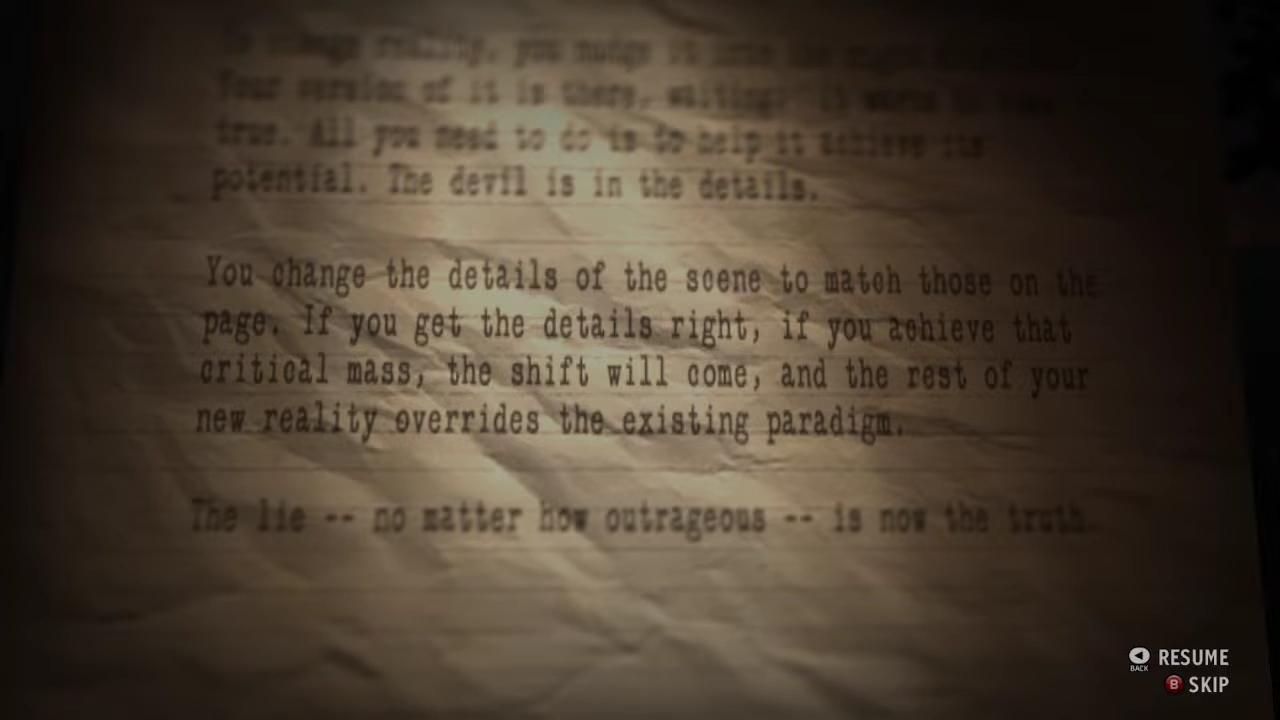 To change reality, you nudge it into the right
Your version of it is there, waiting; it wants to come
true. All you need to do is to help it achieve its
potential. The devil is in the details.
You change the details of the scene to match those on the
page. If you get the details right, if you achieve that
critical mass, the shift will come, and the rest of your
new reality overrides the existing paradigm.
The lie -- no matter how outrageous -- is now the truth.
BACK RESUME
B SKIP